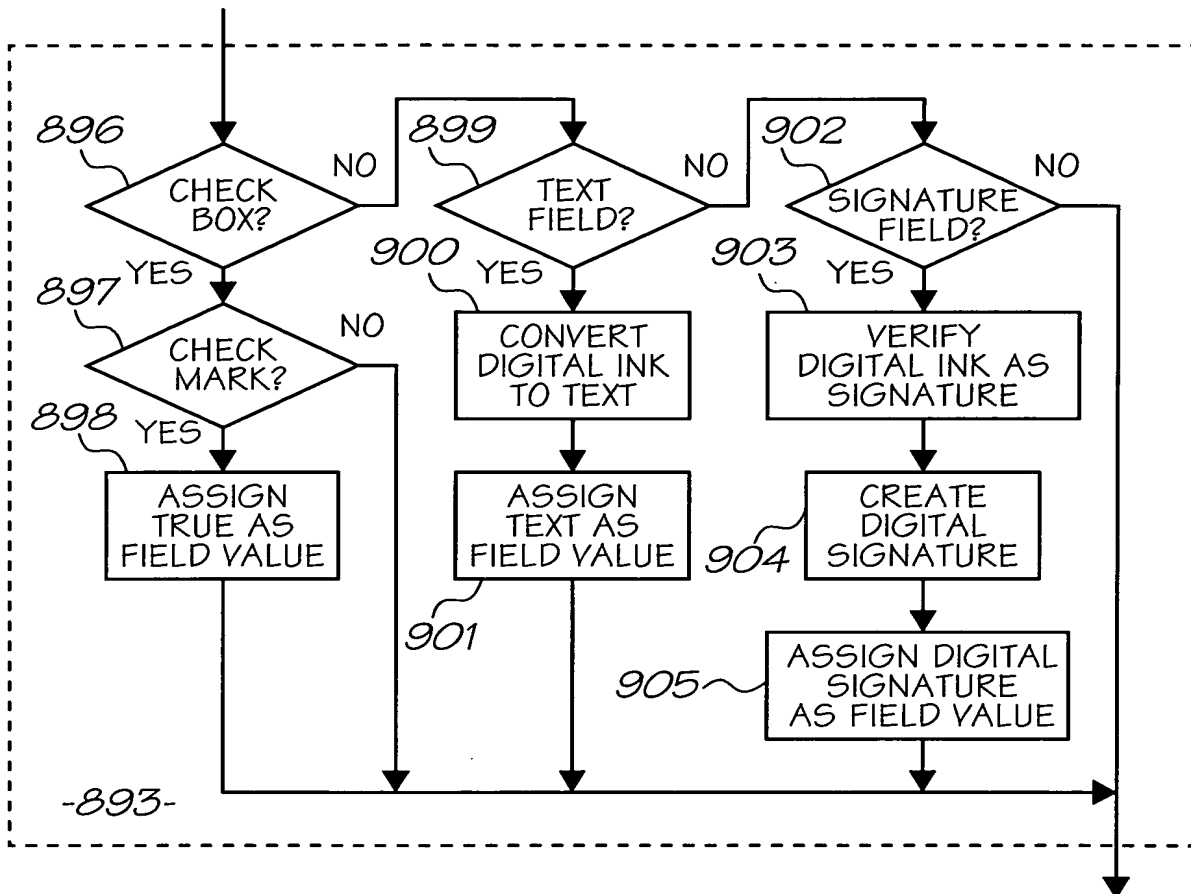 896
CHECK
BOX?
NO
YES
897
CHECK
MARK?
NO
898
YES
ASSIGN
TRUE AS
FIELD VALUE
899
TEXT
FIELD?
NO
900
YES
CONVERT
DIGITAL INK
TO TEXT
ASSIGN
TEXT AS
FIELD VALUE
901
902
SIGNATURE
FIELD?
NO
903
YES
VERIFY
DIGITAL INK AS
SIGNATURE
CREATE
DIGITAL
SIGNATURE
904
905
ASSIGN DIGITAL
SIGNATURE
AS FIELD VALUE
-893-